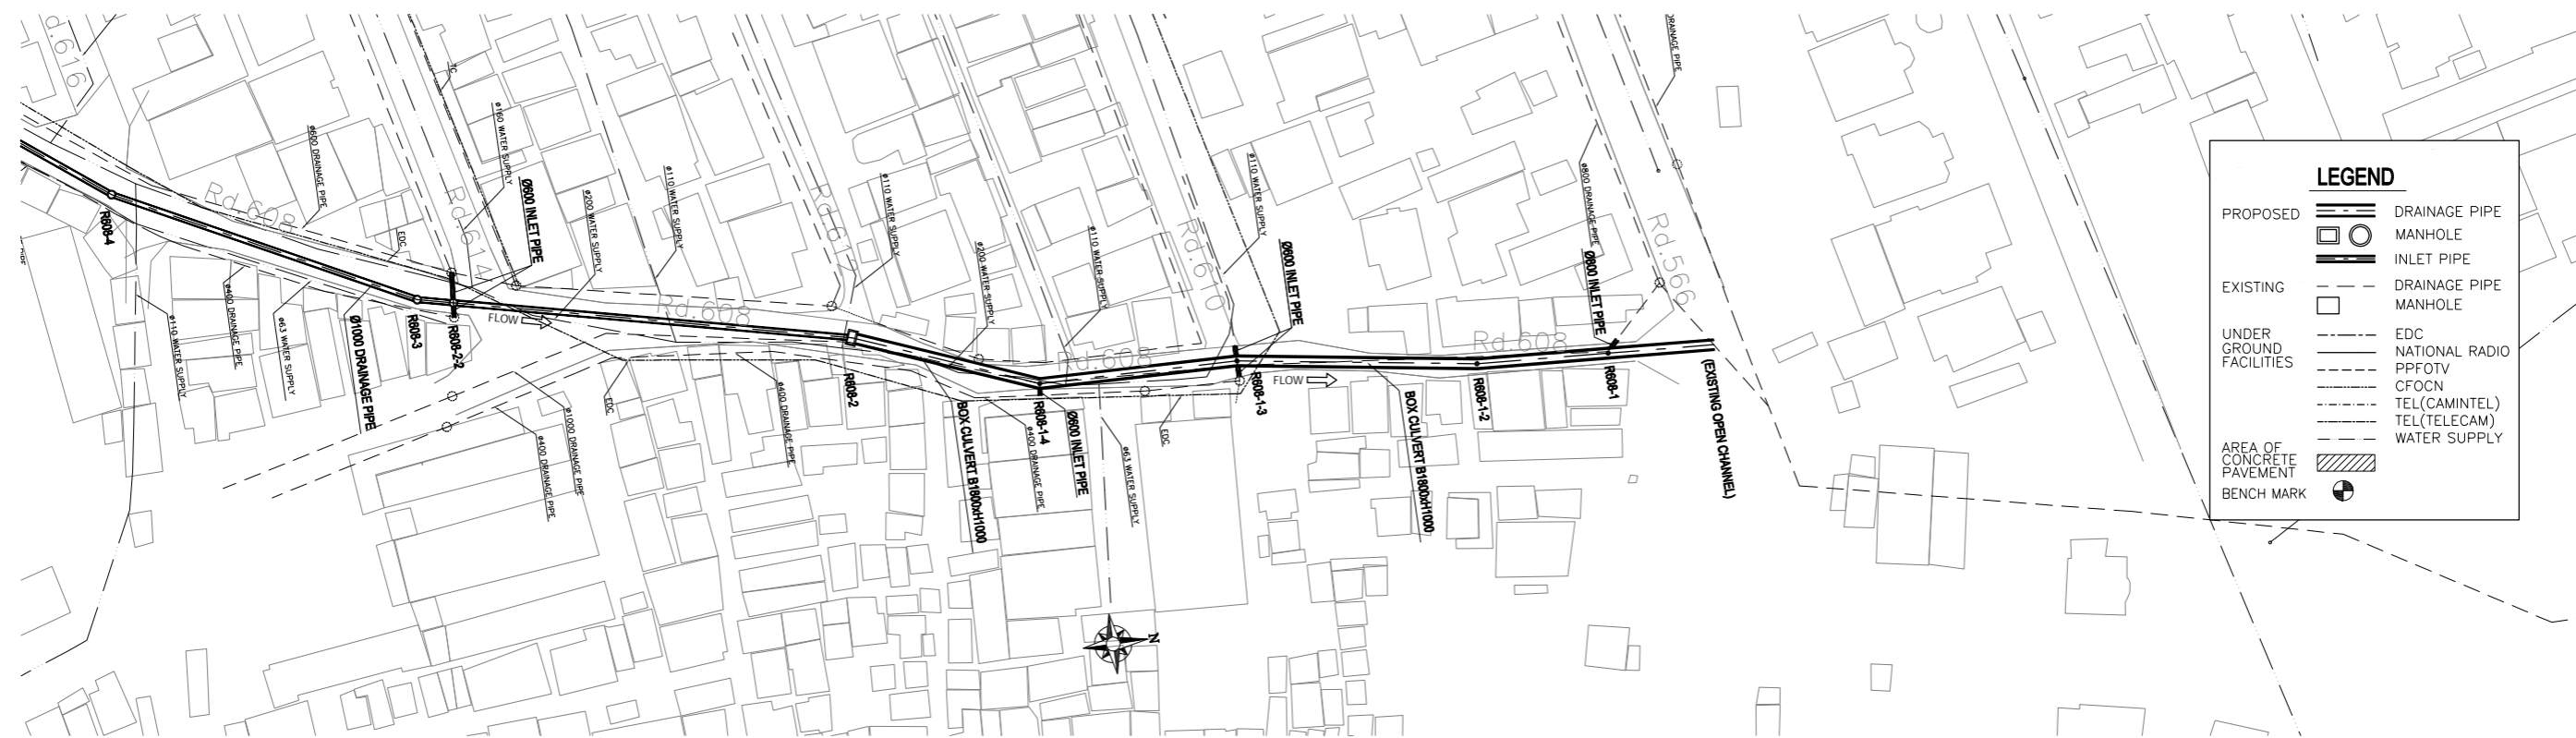 d.616
Rd.608
Rd.614
Rd.608
Rd.608
Rd.610
Rd.608
Rd.566
TC
DRAINAGE PIPE
ø160 WATER SUPPLY
ø600 DRAINAGE PIPE
Ø600 INLET PIPE
ø200 WATER SUPPLY
ø110 WATER SUPPLY
ø110 WATER SUPPLY
ø200 WATER SUPPLY
ø110 WATER SUPPLY
ø110 WATER SUPPLY
Ø600 INLET PIPE
ø800 DRAINAGE PIPE
Ø800 INLET PIPE
R608-4
EDC
ø110 WATER SUPPLY
ø400 DRAINAGE PIPE
ø63 WATER SUPPLY
Ø1000 DRAINAGE PIPE
R608-3
R608-2-2
FLOW
ø400 DRAINAGE PIPE
ø1000 DRAINAGE PIPE
EDC
ø400 DRAINAGE PIPE
R608-2
BOX CULVERT B1800xH1000
ø400 DRAINAGE PIPE
R608-1-4
Ø600 INLET PIPE
ø63 WATER SUPPLY
EDC
R608-1-3
FLOW
BOX CULVERT B1800xH1000
R608-1-2
R608-1
(EXISTING OPEN CHANNEL)
N
LEGEND
PROPOSED
DRAINAGE PIPE
MANHOLE
INLET PIPE
EXISTING
DRAINAGE PIPE
MANHOLE
UNDER
GROUND
FACILITIES
EDC
NATIONAL RADIO
PPFOTV
CFOCN
TEL(CAMINTEL)
TEL(TELECAM)
WATER SUPPLY
AREA OF
CONCRETE
PAVEMENT
BENCH MARK